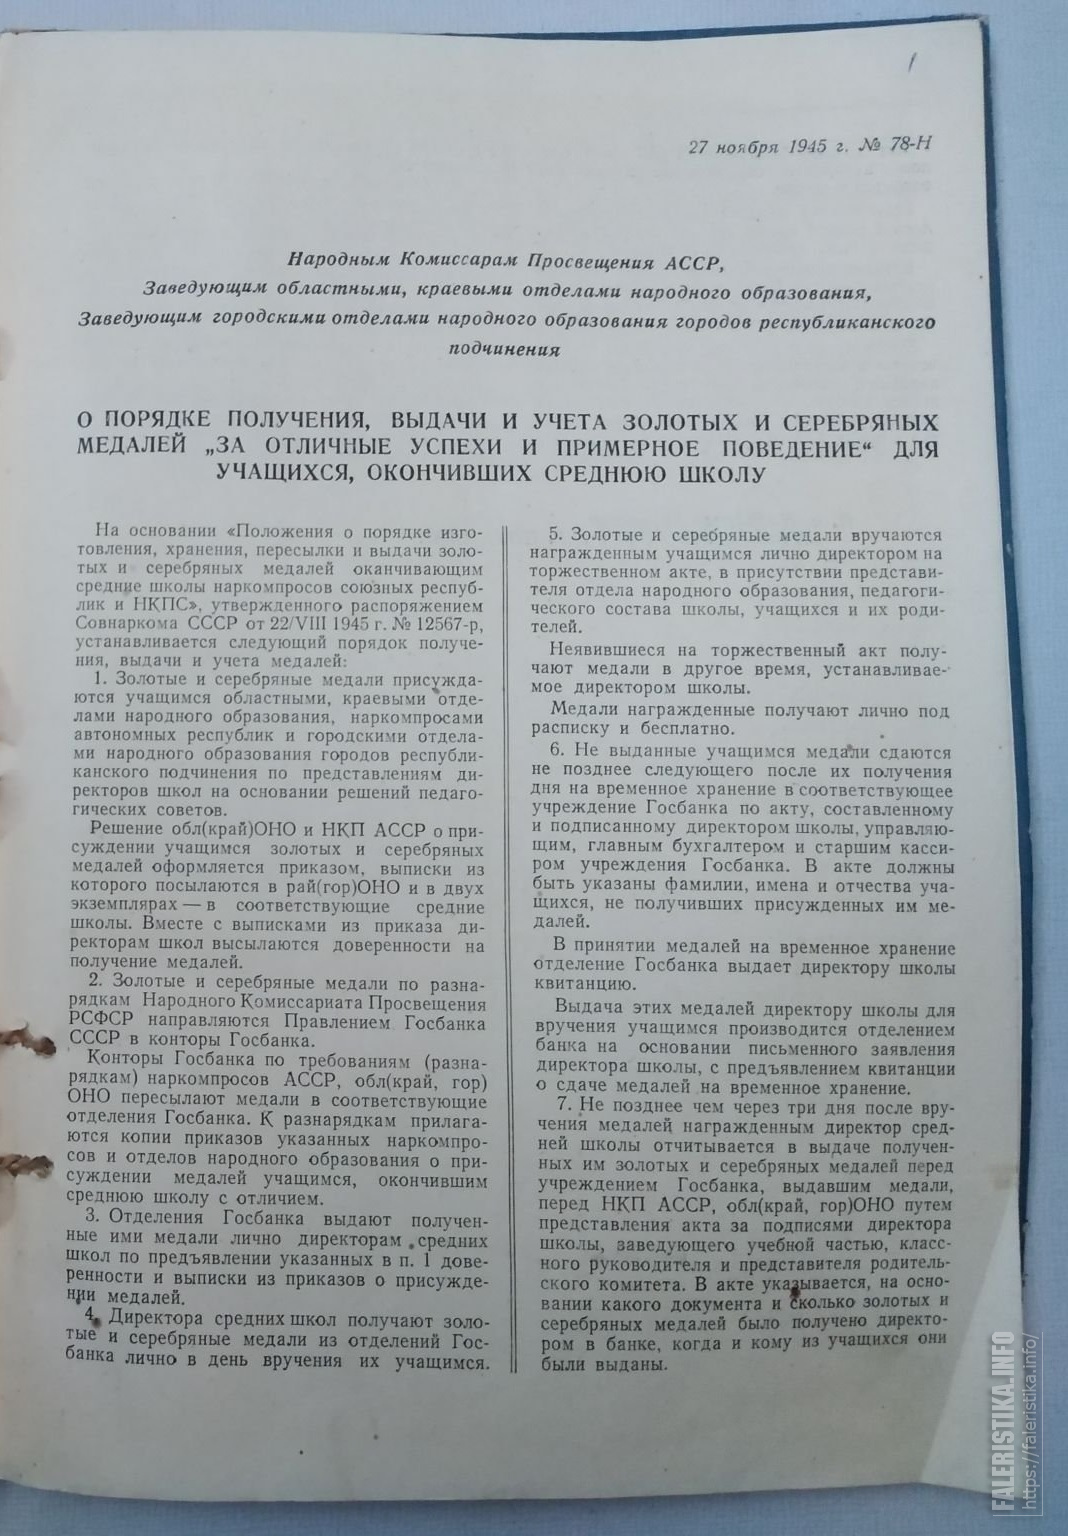 1
27 ноября 1945 г. № 78-Н
Народным Комиссарам Просвещения АССР,
Заведующим областными, краевыми отделами народного образования,
Заведующим городскими отделами народного образования городов республиканского
подчинения
О ПОРЯДКЕ ПОЛУЧЕНИЯ, ВЫДАЧИ И УЧЕТА ЗОЛОТЫХ И СЕРЕБРЯНЫХ
МЕДАЛЕЙ „ЗА ОТЛИЧНЫЕ УСПЕХИ И ПРИМЕРНОЕ ПОВЕДЕНИЕ“ ДЛЯ
УЧАЩИХСЯ, ОКОНЧИВШИХ СРЕДНЮЮ ШКОЛУ
На основании «Положения о порядке изго-
товления, хранения, пересылки и выдачи золо-
тых и серебряных медалей оканчивающим
средние школы наркомпросов союзных респуб-
лик и НКПС», утвержденного распоряжением
Совнаркома СССР от 22/VIII 1945 г. № 12567-р,
устанавливается следующий порядок получе-
ния, выдачи и учета медалей:
1. Золотые и серебряные медали присужда-
ются учащимся областными, краевыми отде-
лами народного образования, наркомпросами
автономных республик и городскими отдела-
ми народного образования городов республи-
канского подчинения по представлениям ди-
ректоров школ на основании решений педаго-
гических советов.
Решение обл(край)ОНО и НКП АССР о при-
суждении учащимся золотых и серебряных
медалей оформляется приказом, выписки из
которого посылаются в рай(гор)ОНО и в двух
экземплярах — в соответствующие средние
школы. Вместе с выписками из приказа ди-
ректорам школ высылаются доверенности на
получение медалей.
2. Золотые и серебряные медали по разна-
рядкам Народного Комиссариата Просвещения
РСФСР направляются Правлением Госбанка
СССР в конторы Госбанка.
Конторы Госбанка по требованиям (разна-
рядкам) наркомпросов АССР, обл(край, гор)
ОНО пересылают медали в соответствующие
отделения Госбанка. К разнарядкам прилага-
ются копии приказов указанных наркомпро-
сов и отделов народного образования о при-
суждении медалей учащимся, окончившим
среднюю школу с отличием.
3. Отделения Госбанка выдают получен-
ные ими медали лично директорам средних
школ по предъявлении указанных в п. 1 дове-
ренности и выписки из приказов о присужде-
нии медалей.
4. Директора средних школ получают золо-
тые и серебряные медали из отделений Гос-
банка лично в день вручения их учащимся.
5. Золотые и серебряные медали вручаются
награжденным учащимся лично директором на
торжественном акте, в присутствии представи-
теля отдела народного образования, педагоги-
ческого состава школы, учащихся и их роди-
телей.
Неявившиеся на торжественный акт полу-
чают медали в другое время, устанавливае-
мое директором школы.
Медали награжденные получают лично под
расписку и бесплатно.
6. Не выданные учащимся медали сдаются
не позднее следующего после их получения
дня на временное хранение в соответствующее
учреждение Госбанка по акту, составленному
и подписанному директором школы, управляю-
щим, главным бухгалтером и старшим касси-
ром учреждения Госбанка. В акте должны
быть указаны фамилии, имена и отчества уча-
щихся, не получивших присужденных им ме-
далей.
В принятии медалей на временное хранение
отделение Госбанка выдает директору школы
квитанцию.
Выдача этих медалей директору школы для
вручения учащимся производится отделением
банка на основании письменного заявления
директора школы, с предъявлением квитанции
о сдаче медалей на временное хранение.
7. Не позднее чем через три дня после вру-
чения медалей награжденным директор сред-
ней школы отчитывается в выдаче получен-
ных им золотых и серебряных медалей перед
учреждением Госбанка, выдавшим медали,
перед НКП АССР, обл(край, гор)ОНО путем
представления акта за подписями директора
школы, заведующего учебной частью, класс-
ного руководителя и представителя родитель-
ского комитета. В акте указывается, на осно-
вании какого документа и сколько золотых и
серебряных медалей было получено директо-
ром в банке, когда и кому из учащихся они
были выданы.
FALERISTIKA.INFO
https://faleristika.info/